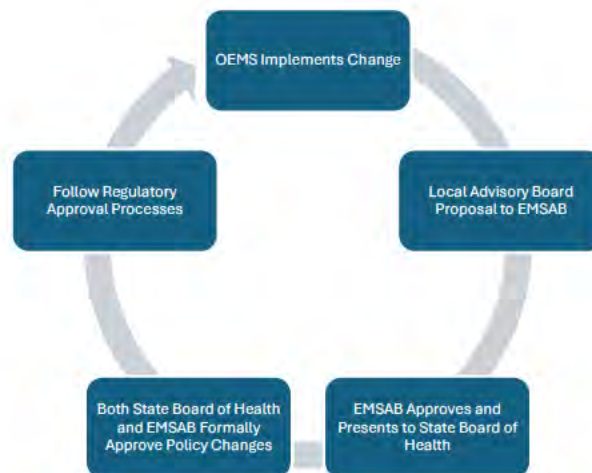 OEMS Implements Change
Local Advisory Board
Proposal to EMSAB
EMSAB Approves and
Presents to State Board of
Health
Both State Board of Health
and EMSAB Formally
Approve Policy Changes
Follow Regulatory
Approval Processes